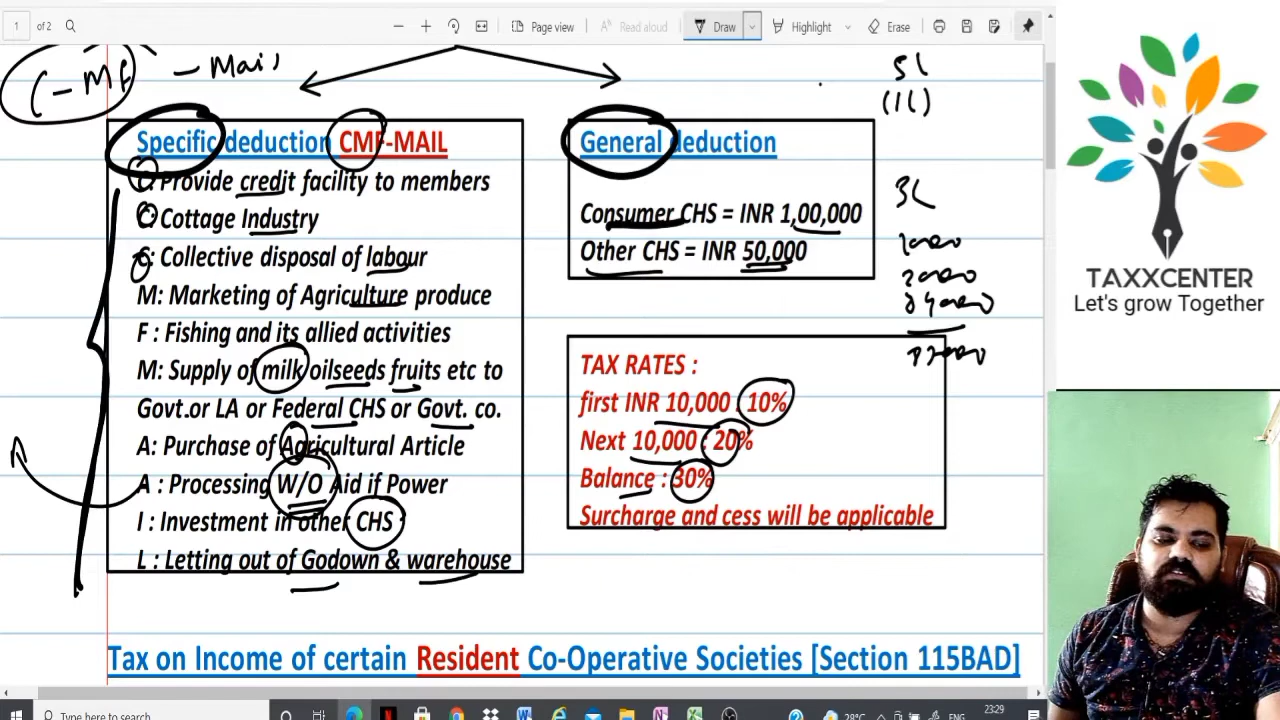 1 of 2
Page view
Read aloud
Draw
Highlight
Erase
- Mail
5L
(1L)
Specific deduction CMF-MAIL
C: Provide credit facility to members
C: Cottage Industry
C: Collective disposal of labour
M: Marketing of Agriculture produce
F : Fishing and its allied activities
M: Supply of milk oilseeds fruits etc to
Govt.or LA or Federal CHS or Govt. co.
A: Purchase of Agricultural Article
A : Processing W/O Aid if Power
I : Investment in other CHS :
L : Letting out of Godown & warehouse
General deduction
Consumer CHS = INR 1,00,000
Other CHS = INR 50,000
3L
TAX RATES :
first INR 10,000 : 10%
Next 10,000 : 20%
Balance : 30%
Surcharge and cess will be applicable
Tax on Income of certain Resident Co-Operative Societies [Section 115BAD]
TAXXCENTER
Let's grow Together
Type here to search
28°C
ENG
23:29